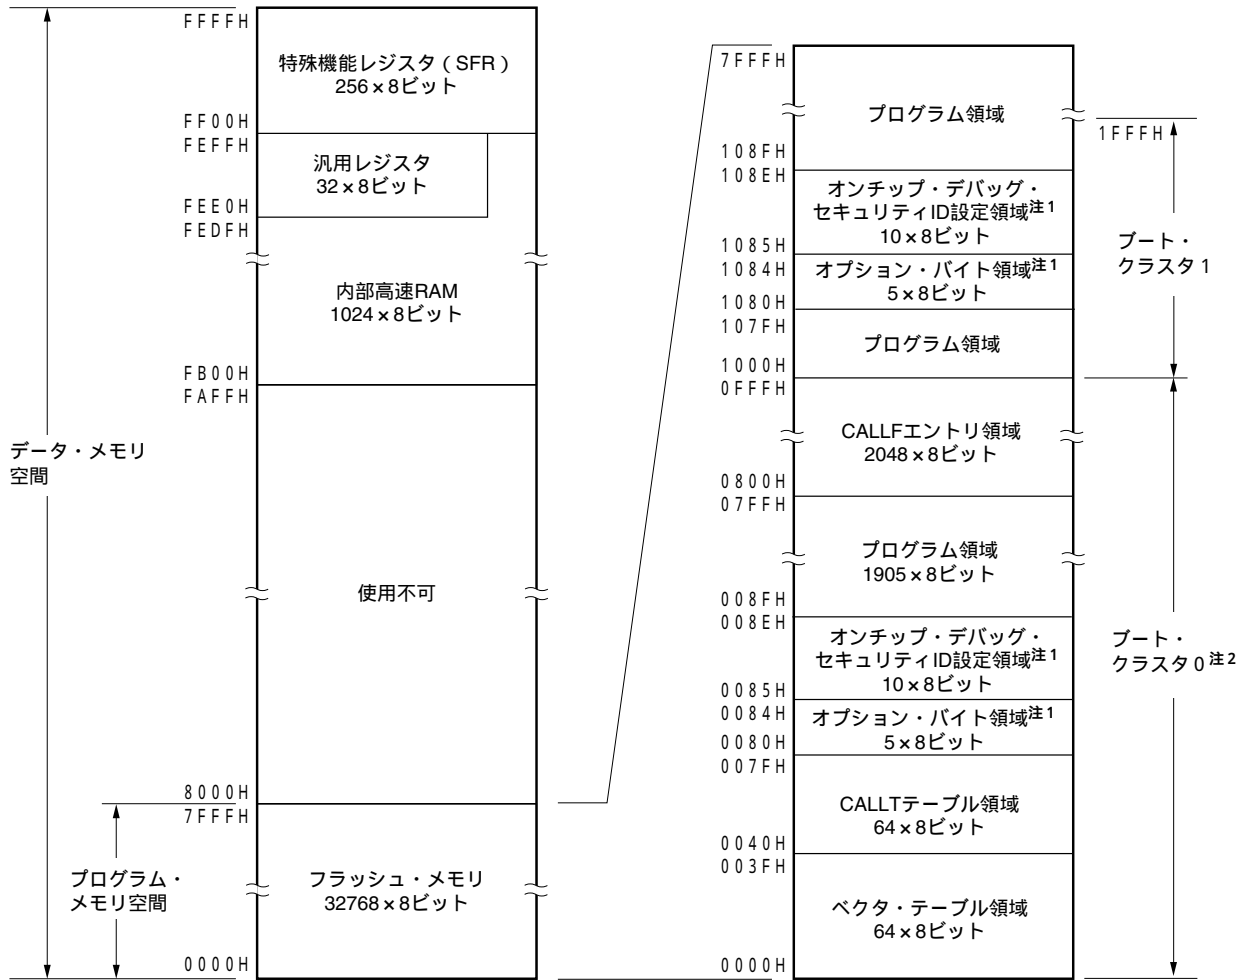 FFFFH
特殊機能レジスタ(SFR)
256×8ビット
FF00H
FEFFH
汎用レジスタ
32×8ビット
FEE0H
FEDFH
内部高速RAM
1024×8ビット
FB00H
FAFFH
データ・メモリ
空間
使用不可
8000H
7FFFH
プログラム・
メモリ空間
フラッシュ・メモリ
32768×8ビット
0000H
7FFFH
プログラム領域
1FFFH
108FH
108EH
オンチップ・デバッグ・
セキュリティID設定領域注1
10×8ビット
1085H
1084H
オプション・バイト領域注1
5×8ビット
1080H
107FH
プログラム領域
1000H
ブート・
クラスタ1
0FFFH
CALLFエントリ領域
2048×8ビット
0800H
07FFH
プログラム領域
1905×8ビット
008FH
008EH
オンチップ・デバッグ・
セキュリティID設定領域注1
10×8ビット
0085H
0084H
オプション・バイト領域注1
5×8ビット
0080H
007FH
CALLTテーブル領域
64×8ビット
0040H
003FH
ベクタ・テーブル領域
64×8ビット
0000H
ブート・
クラスタ0注2